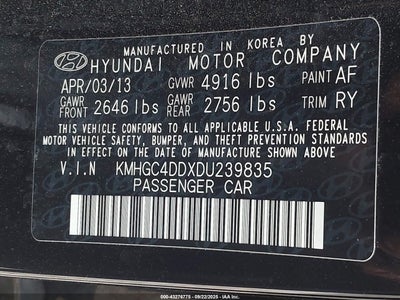 MANUFACTURED IN KOREA BY
HYUNDAI MOTOR COMPANY
APR/03/13 GVWR 4916 lbs PAINT AF
GAWR FRONT 2646 lbs GAWR REAR 2756 lbs TRIM RY
THIS VEHICLE CONFORMS TO ALL APPLICABLE U.S.A. FEDERAL
MOTOR VEHICLE SAFETY, BUMPER, AND THEFT PREVENTION STANDARDS
IN EFFECT ON THE DATE OF MANUFACTURE SHOWN ABOVE.
V.I.N KMHGC4DDXDU239835
PASSENGER CAR
000-43276775 - 09/22/2025 - IAA Inc.